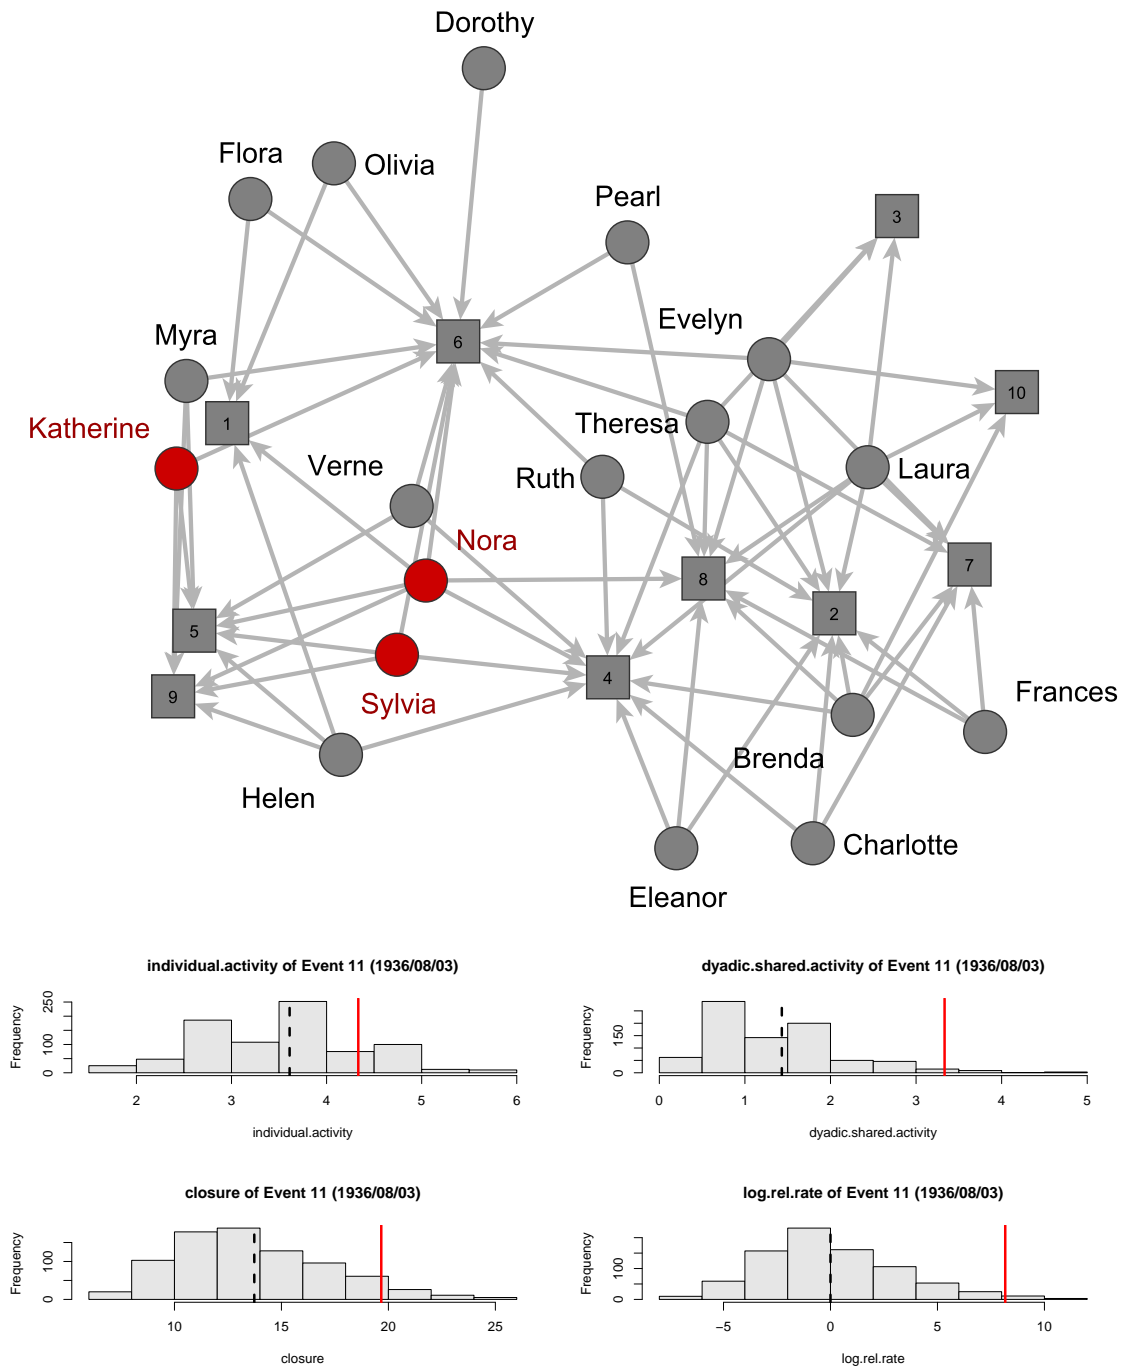 Dorothy
Flora
Olivia
Pearl
3
Myra
6
Evelyn
10
Katherine
1
Theresa
Verne
Ruth
Laura
Nora
8
7
5
2
9
4
Sylvia
Frances
Helen
Brenda
Charlotte
Eleanor
individual.activity of Event 11 (1936/08/03)
Frequency
0 100 250
2 3 4 5 6
individual.activity
dyadic.shared.activity of Event 11 (1936/08/03)
Frequency
0 150
0 1 2 3 4 5
dyadic.shared.activity
closure of Event 11 (1936/08/03)
Frequency
0 100
10 15 20 25
closure
log.rel.rate of Event 11 (1936/08/03)
Frequency
0 100
−5 0 5 10
log.rel.rate